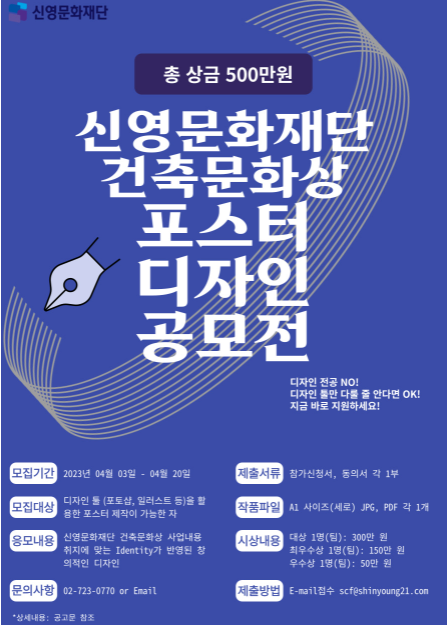 신영문화재단
총 상금 500만원
신영문화재단
건축문화상
포스터
디자인
공모전
디자인 전공 NO!
디자인 툴만 다룰 줄 안다면 OK!
지금 바로 지원하세요!
모집기간 2023년 04월 03일 - 04월 20일
모집대상 디자인 툴 (포토샵, 일러스트 등)을 활
용한 포스터 제작이 가능한 자
응모내용 신영문화재단 건축문화상 사업내용
취지에 맞는 Identity가 반영된 창
의적인 디자인
문의사항 02-723-0770 or Email
제출서류 참가신청서, 동의서 각 1부
작품파일 A1 사이즈(세로) JPG, PDF 각 1개
시상내용 대상 1명(팀): 300만 원
최우수상 1명(팀): 150만 원
우수상 1명(팀): 50만 원
제출방법 E-mail접수 scf@shinyoung21.com
*상세내용: 공고문 참조